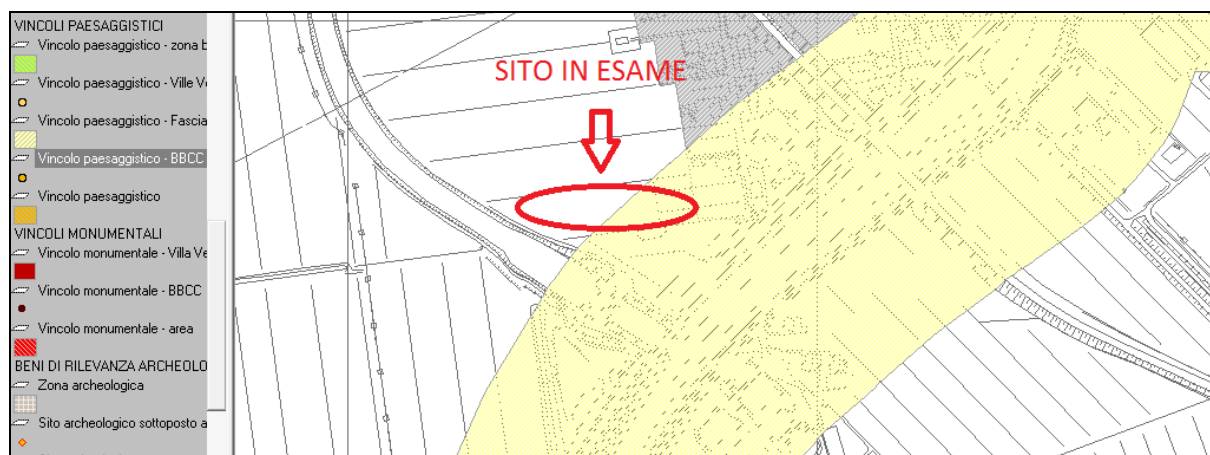 VINCOLI PAESAGGISTICI
Vincolo paesaggistico - zona b
Vincolo paesaggistico - Ville Ve
Vincolo paesaggistico - Fascia
Vincolo paesaggistico - BBCC
Vincolo paesaggistico
VINCOLI MONUMENTALI
Vincolo monumentale - Villa Ve
Vincolo monumentale - BBCC
Vincolo monumentale - area
BENI DI RILEVANZA ARCHEOLO
Zona archeologica
Sito archeologico sottoposto a
SITO IN ESAME